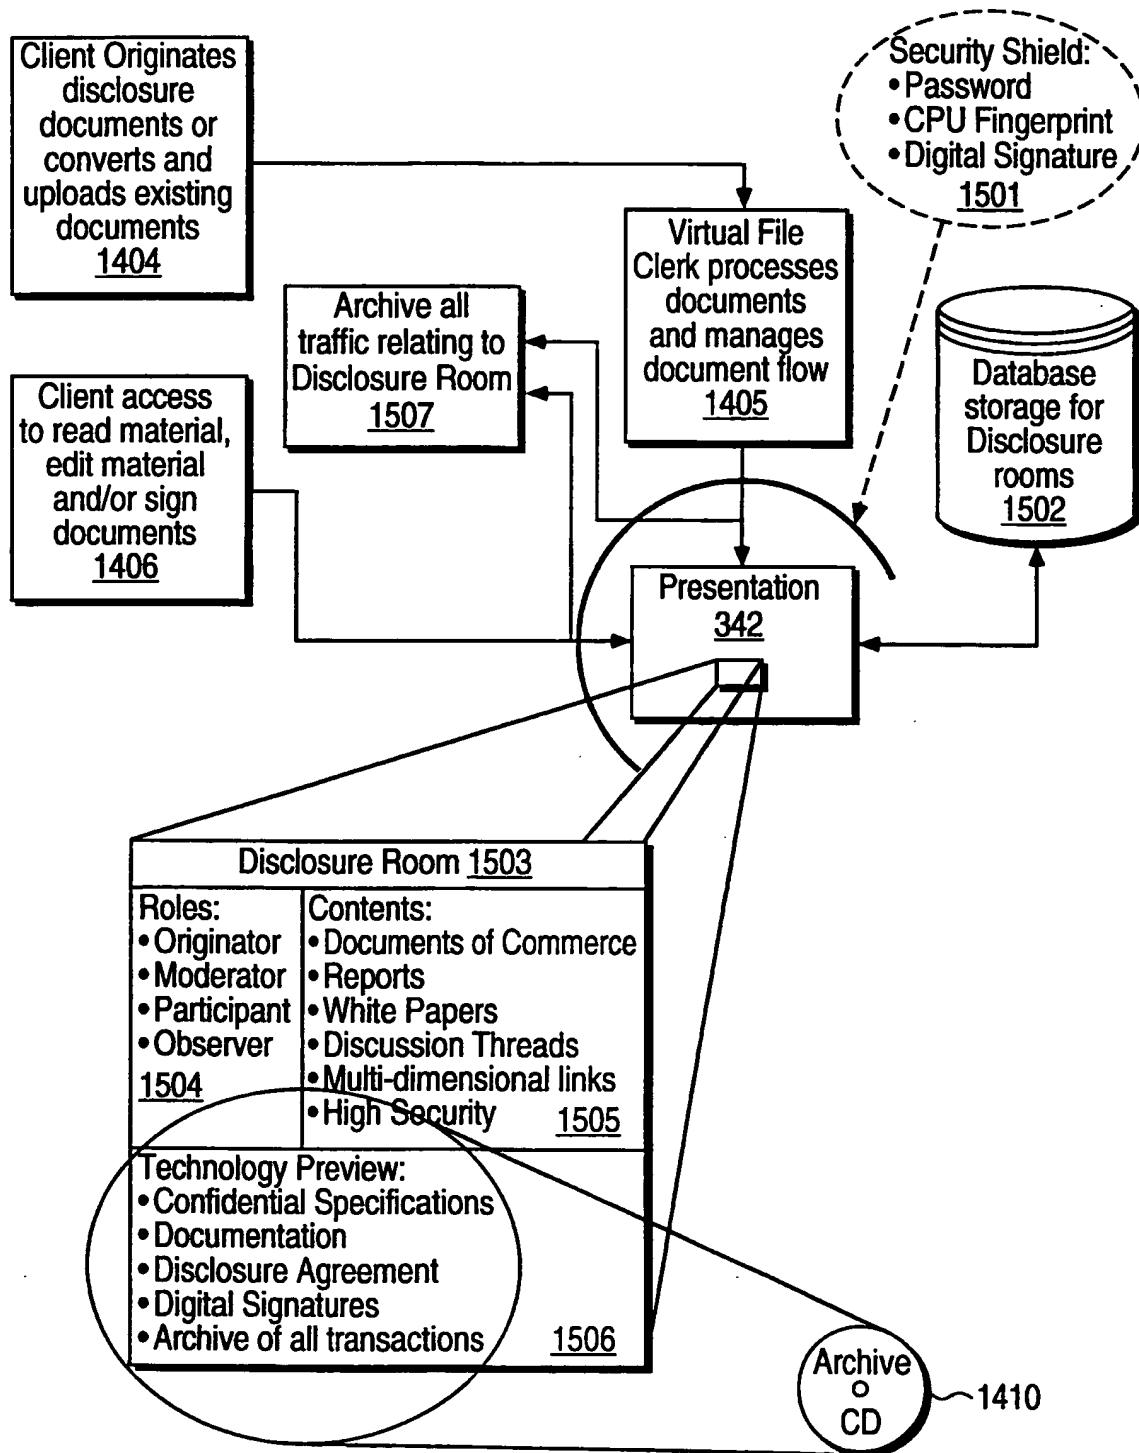 Client Originates
disclosure
documents or
converts and
uploads existing
documents
1404
Security Shield:
•Password
•CPU Fingerprint
•Digital Signature
1501
Virtual File
Clerk processes
documents
and manages
document flow
1405
Archive all
traffic relating to
Disclosure Room
1507
Database
storage for
Disclosure
rooms
1502
Client access
to read material,
edit material
and/or sign
documents
1406
Presentation
342
Disclosure Room 1503
Roles:
•Originator
•Moderator
•Participant
•Observer
1504
Contents:
•Documents of Commerce
•Reports
•White Papers
•Discussion Threads
•Multi-dimensional links
•High Security 1505
Technology Preview:
•Confidential Specifications
•Documentation
•Disclosure Agreement
•Digital Signatures
•Archive of all transactions 1506
Archive
CD
1410